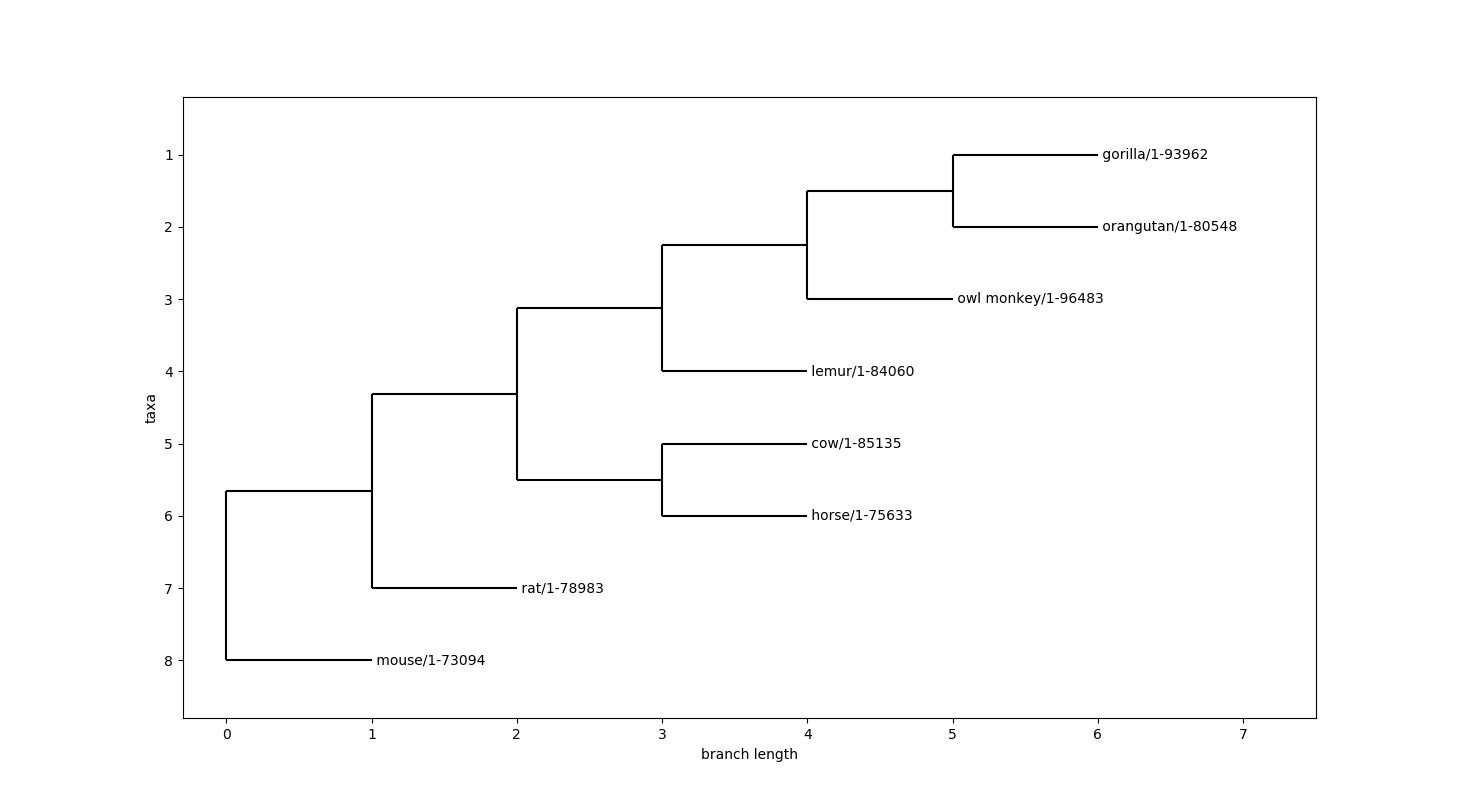 1
gorilla/1-93962
2
orangutan/1-80548
3
owl monkey/1-96483
4
lemur/1-84060
taxa
5
cow/1-85135
6
horse/1-75633
7
rat/1-78983
8
mouse/1-73094
0 1 2 3 4 5 6 7
branch length